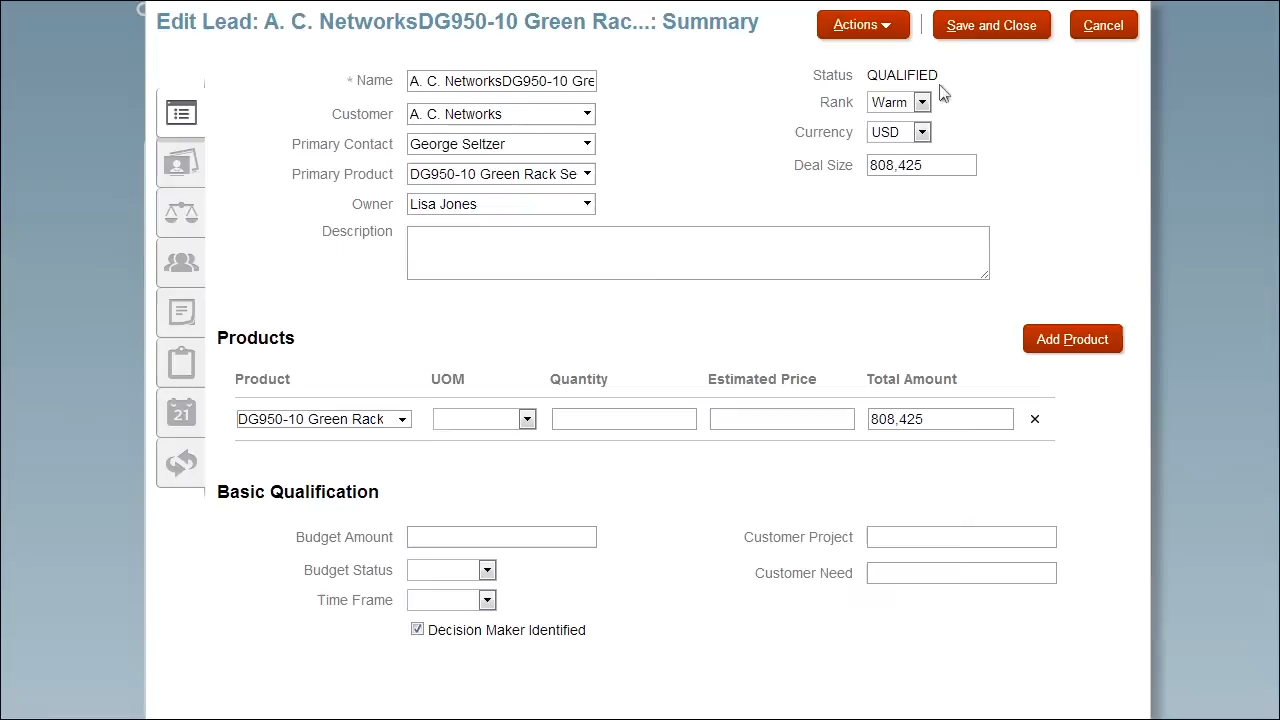 Edit Lead: A. C. NetworksDG950-10 Green Rac...: Summary
Actions
Save and Close
Cancel
* Name A. C. NetworksDG950-10 Gre
Status QUALIFIED
Customer A. C. Networks
Rank Warm
Primary Contact George Seltzer
Currency USD
Primary Product DG950-10 Green Rack Se
Deal Size 808,425
Owner Lisa Jones
Description
Products
Add Product
Product UOM Quantity Estimated Price Total Amount
DG950-10 Green Rack 808,425
21
Basic Qualification
Budget Amount
Customer Project
Budget Status
Customer Need
Time Frame
Decision Maker Identified